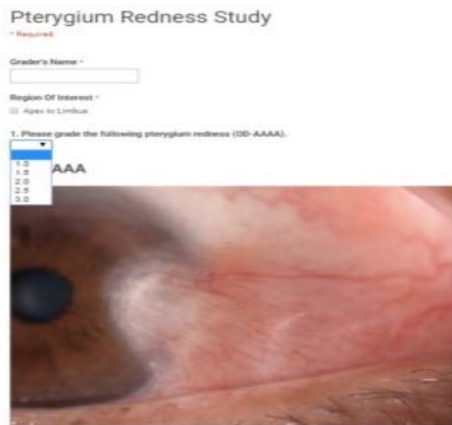 Pterygium Redness Study
* Required
Grader's Name *
Region Of Interest *
Apex to Limbus
1. Please grade the following pterygium redness (OD-AAAA).
1.0
1.5
2.0
2.5
3.0
AAA